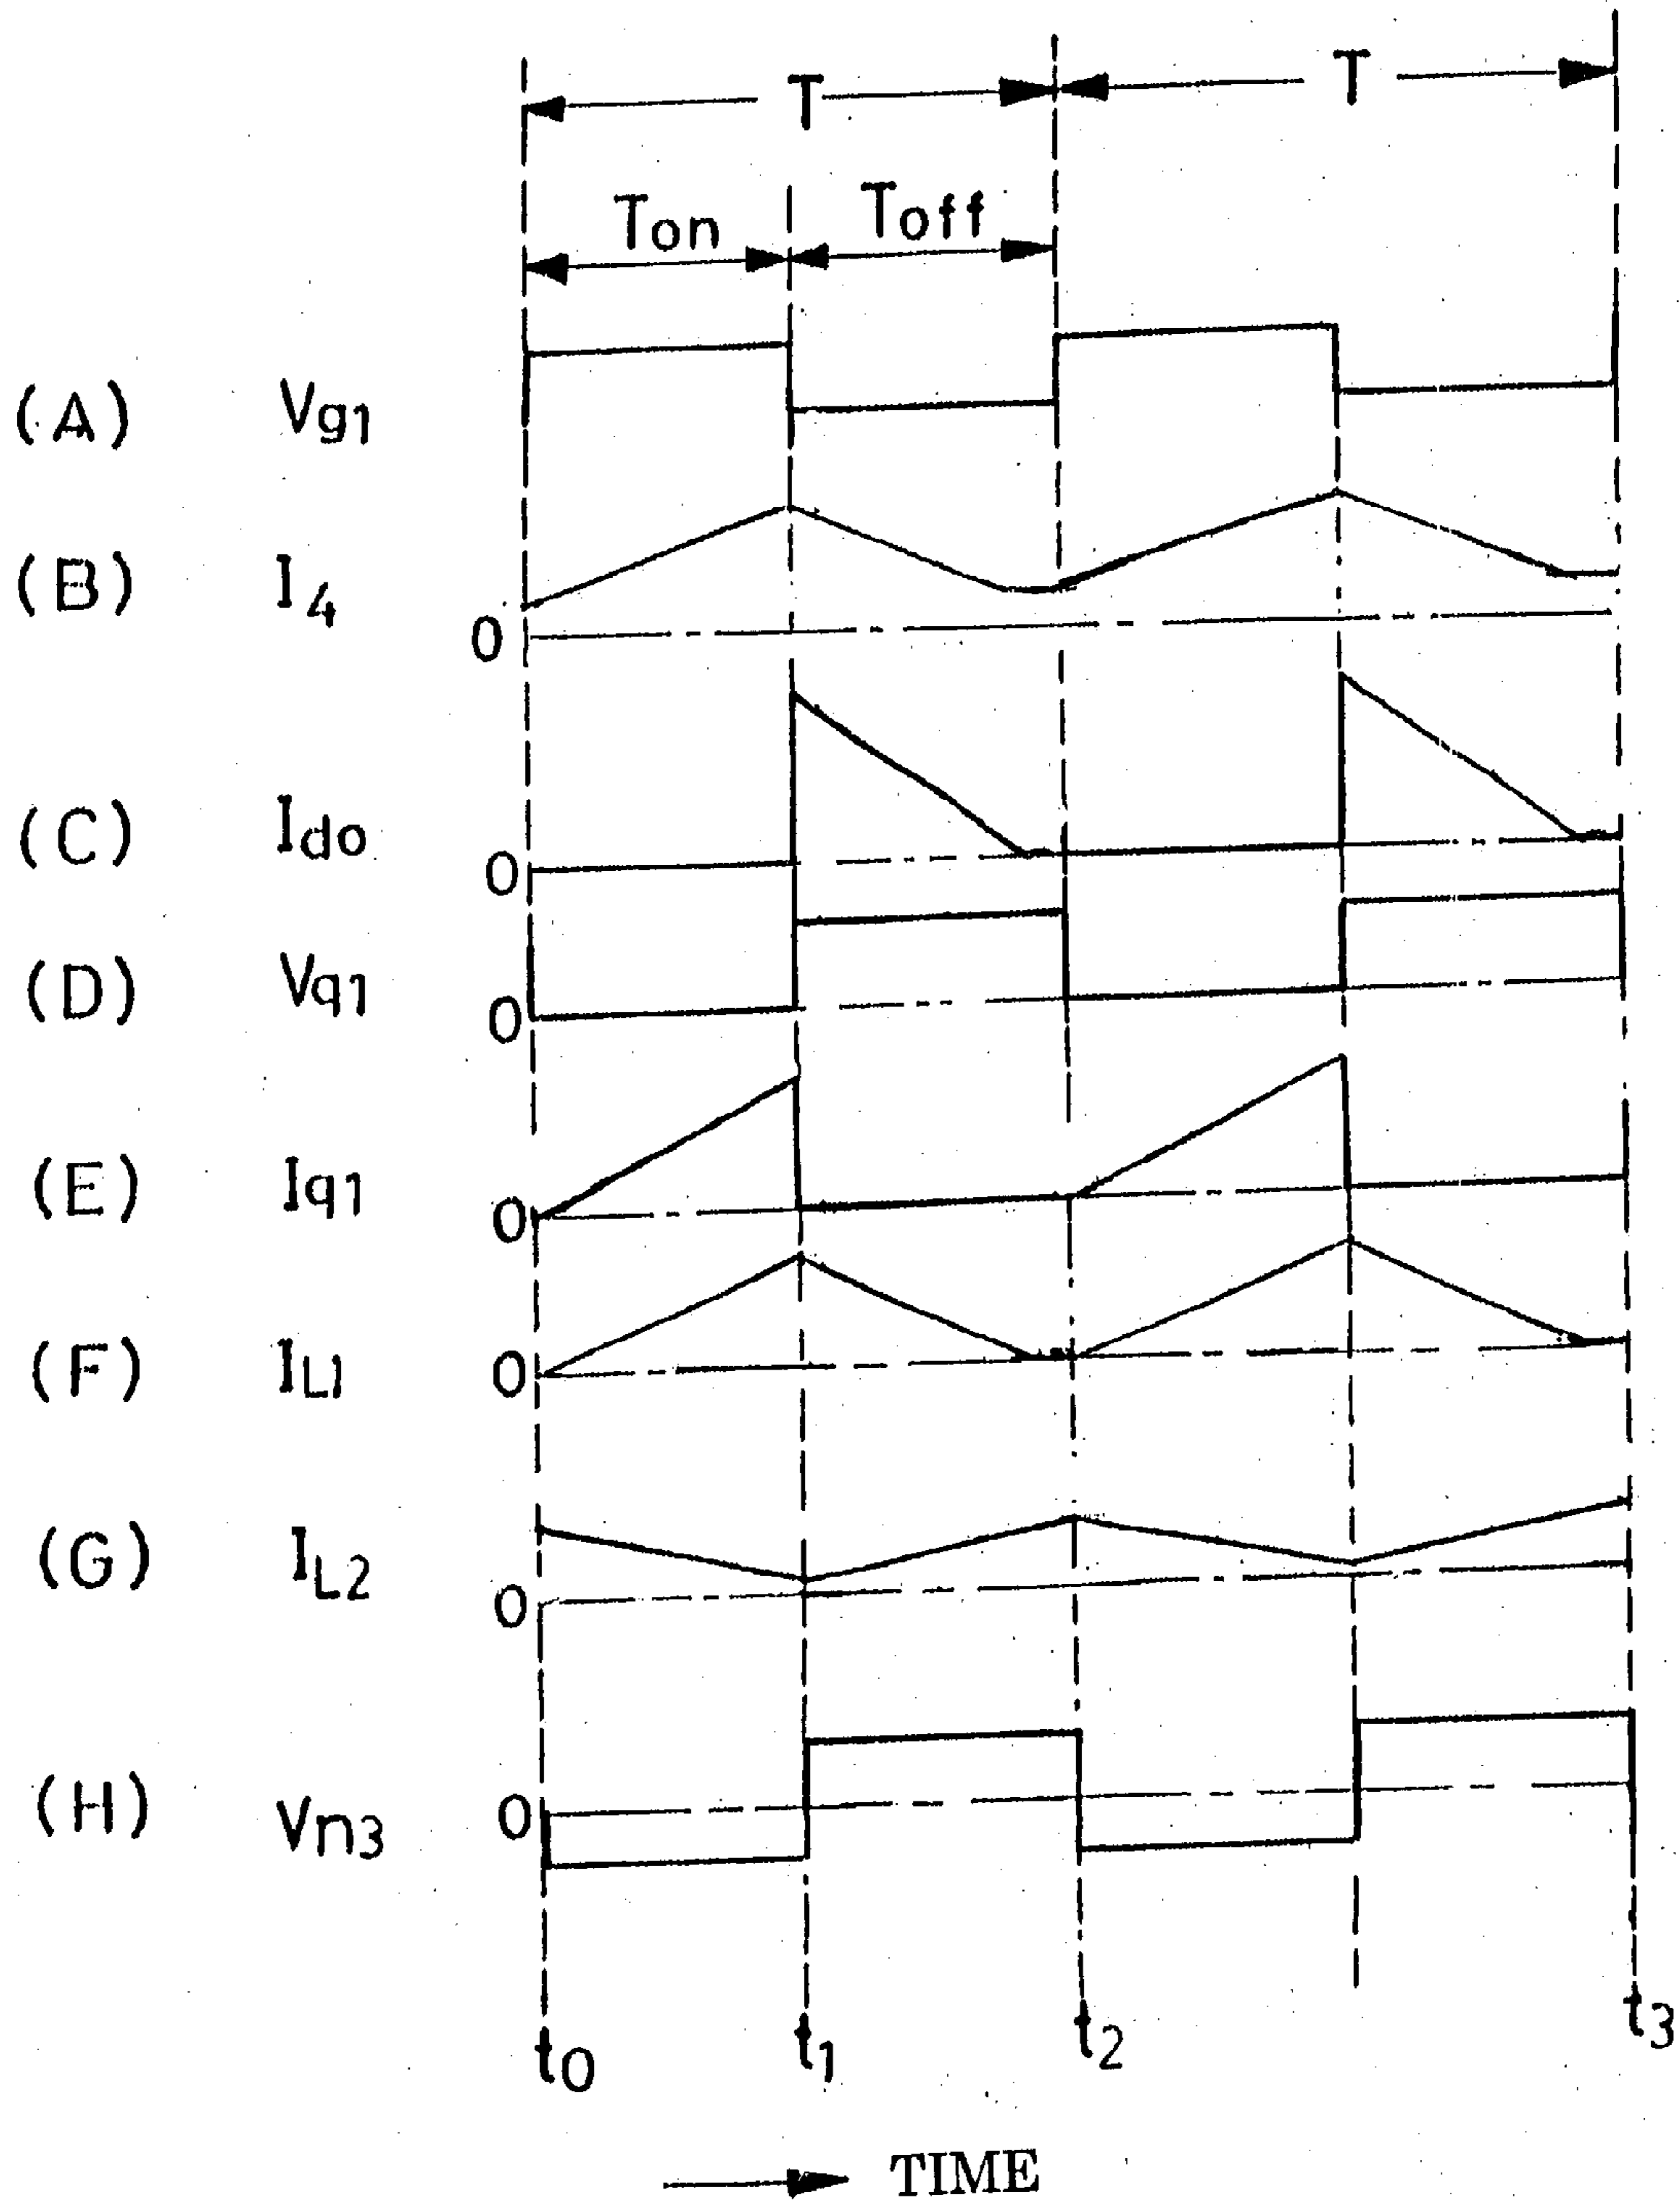 T T
Ton Toff
(A) Vg1
(B) I4
0
(C) Ido
0
(D) Vq1
0
(E) Iq1
0
(F) IL1
0
(G) IL2
0
(H) Vn3
0
t0 t1 t2 t3
TIME